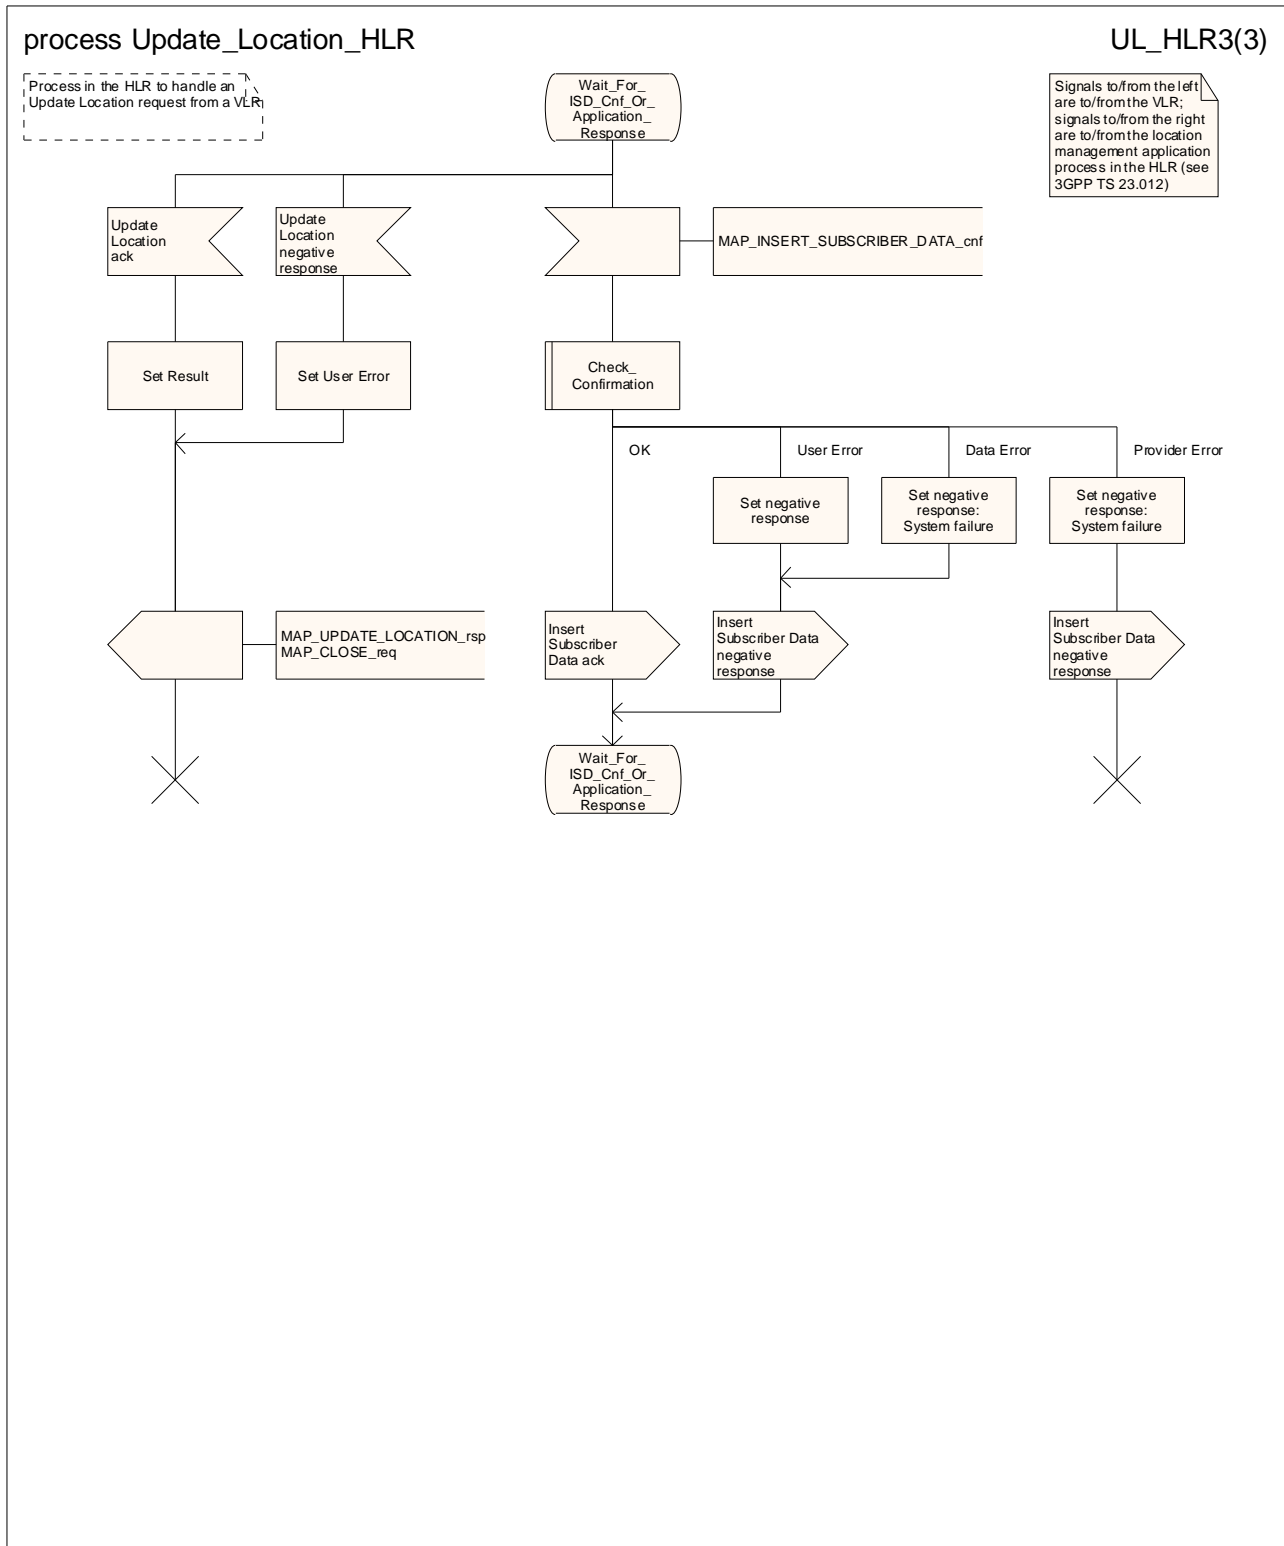 process Update_Location_HLR
UL_HLR3(3)
Process in the HLR to handle an
Update Location request from a VLR
Wait_For_
ISD_Cnf_Or_
Application_
Response
Signals to/from the left
are to/from the VLR;
signals to/from the right
are to/from the location
management application
process in the HLR (see
3GPP TS 23.012)
Update
Location
ack
Update
Location
negative
response
MAP_INSERT_SUBSCRIBER_DATA_cnf
Set Result
Set User Error
Check_
Confirmation
OK
User Error
Data Error
Provider Error
Set negative
response
Set negative
response:
System failure
Set negative
response:
System failure
MAP_UPDATE_LOCATION_rsp
MAP_CLOSE_req
Insert
Subscriber
Data ack
Insert
Subscriber Data
negative
response
Insert
Subscriber Data
negative
response
Wait_For_
ISD_Cnf_Or_
Application_
Response